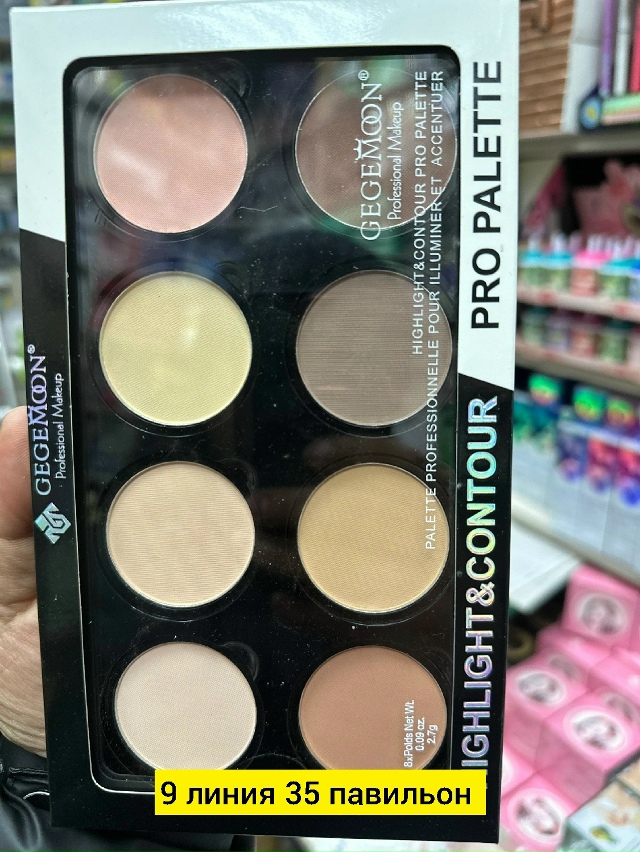 GEGEMOON®
Professional Makeup
HIGHLIGHT&CONTOUR PRO PALETTE
PALETTE PROFESSIONNELLE POUR ILLUMINER ET ACCENTUER
HIGHLIGHT&CONTOUR PRO PALETTE
GEGEMOON®
Professional Makeup
8xPolds Net Wt.
0.09 oz.
2.7g
9 линия 35 павильон